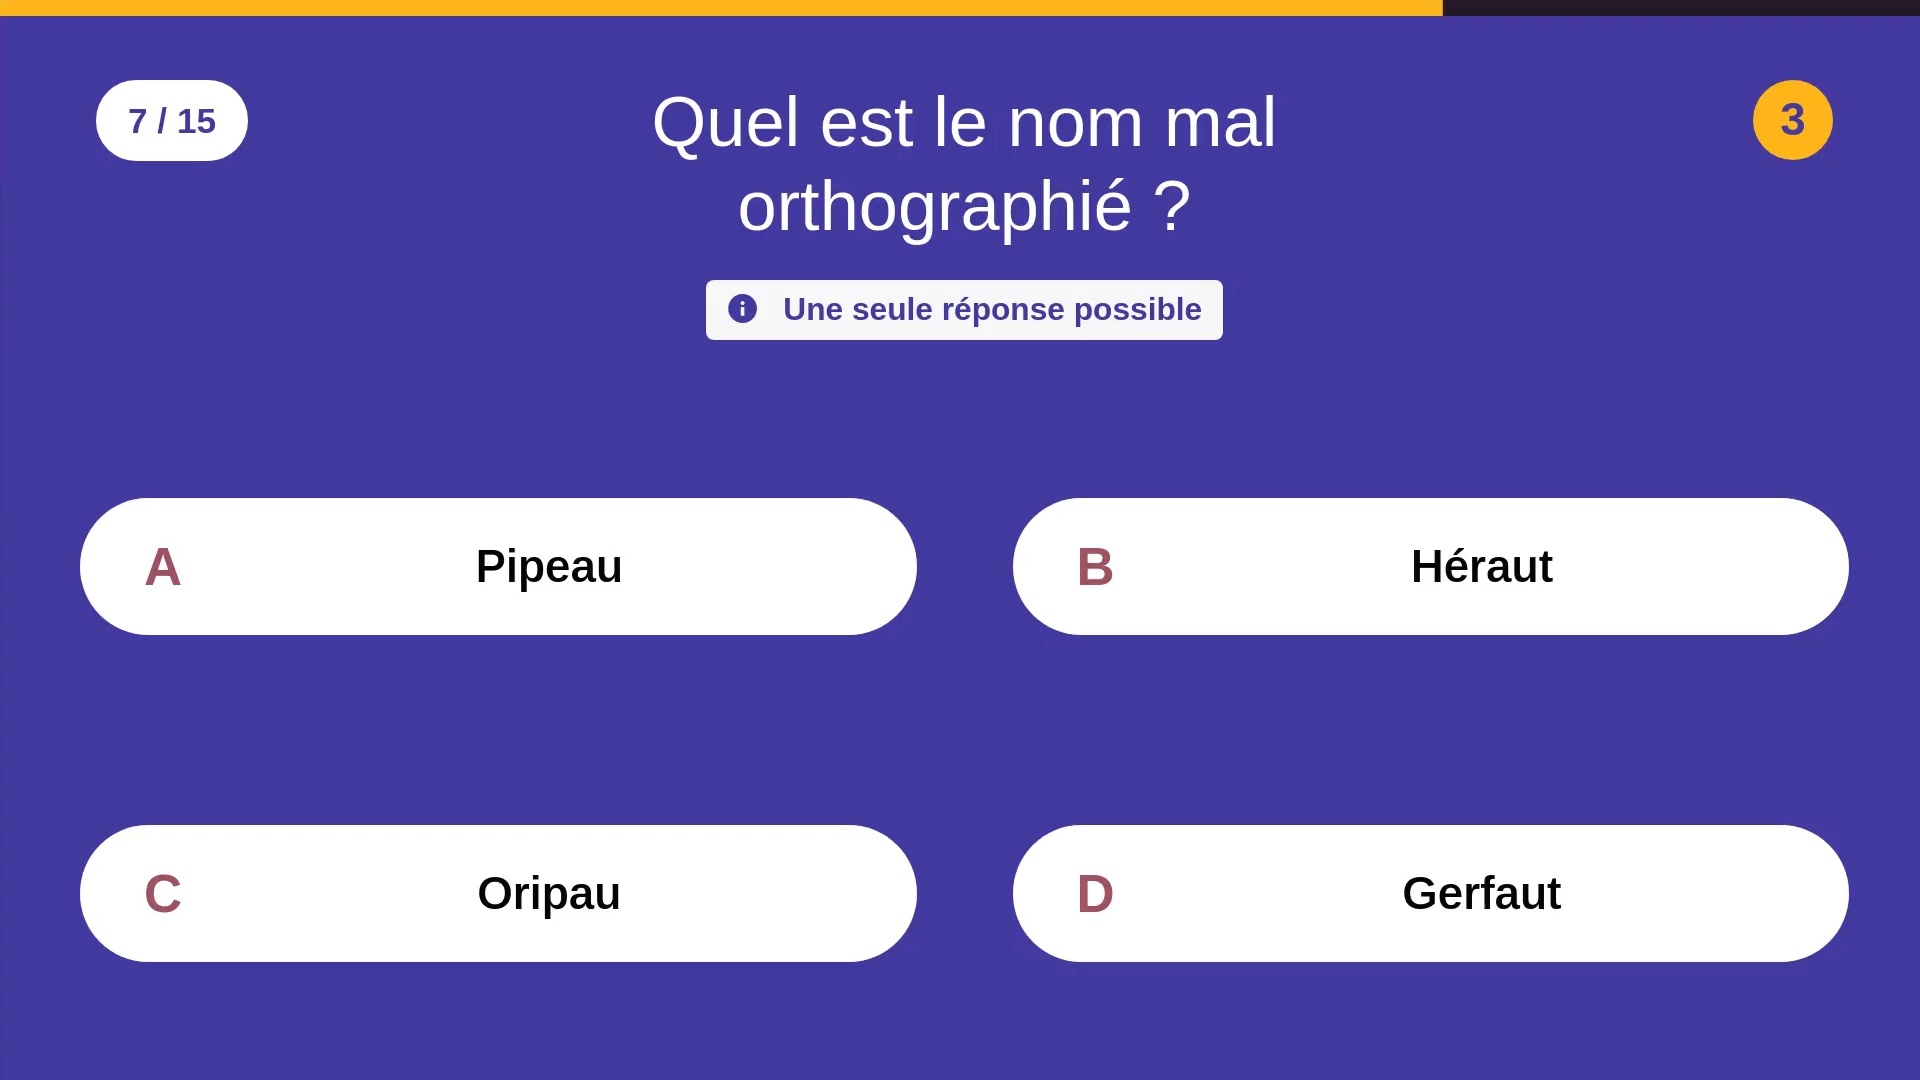 7 / 15
Quel est le nom mal
orthographié ?
3
Une seule réponse possible
A Pipeau
B Héraut
C Oripau
D Gerfaut